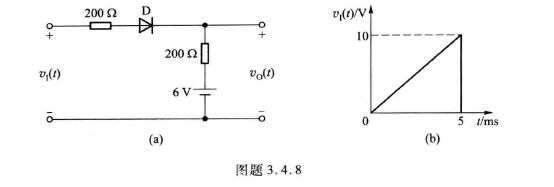 200 Ω
D
+
+
200 Ω
v_I(t)
v_O(t)
6 V
−
−
(a)
v_I(t)/V
10
0
5
t/ms
(b)
图题 3.4.8